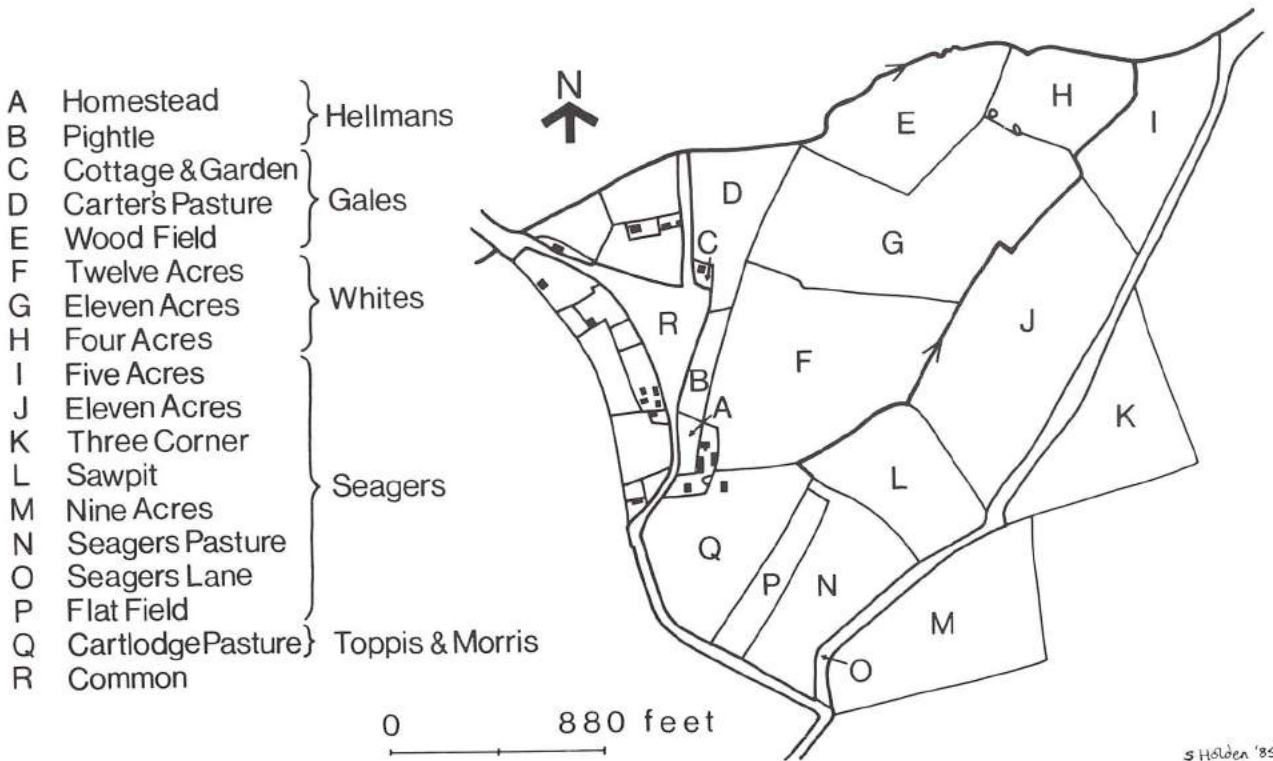 A Homestead
B Pightle
Hellmans
C Cottage & Garden
D Carter's Pasture
E Wood Field
Gales
F Twelve Acres
G Eleven Acres
H Four Acres
Whites
I Five Acres
J Eleven Acres
K Three Corner
L Sawpit
M Nine Acres
N Seagers Pasture
O Seagers Lane
P Flat Field
Seagers
Q Cartlodge Pasture
Toppis & Morris
R Common
N
E
H
I
D
C
G
R
J
F
B
A
K
L
Q
P
N
M
O
0 880 feet
S Holden '85